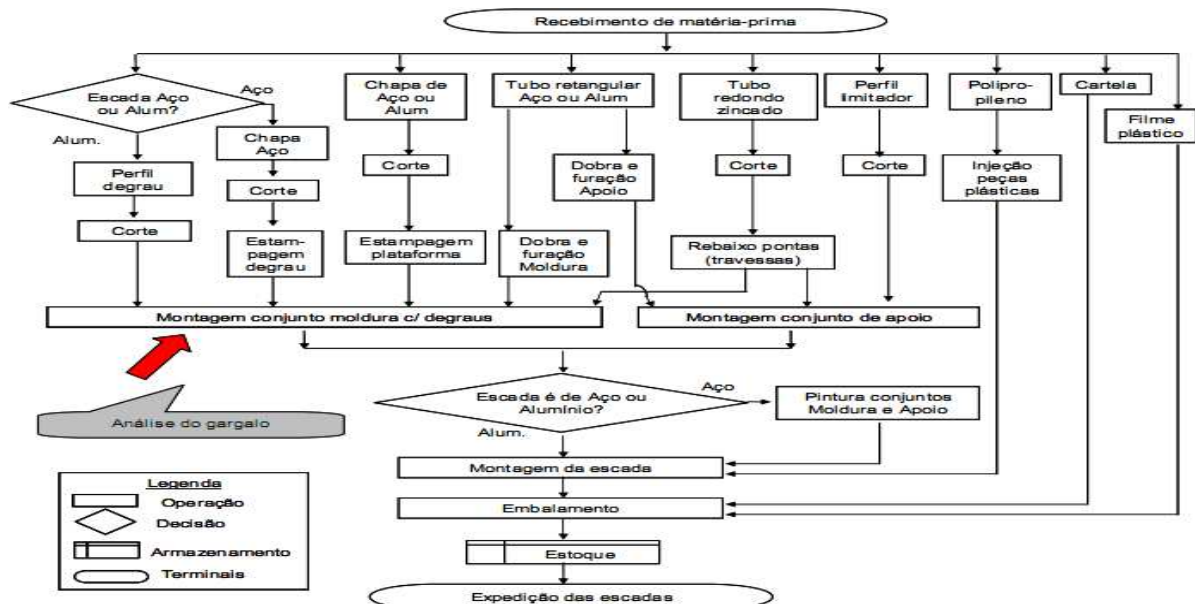 Recebimento de matéria-prima
Escada Aço
ou Alum?
Aço
Alum.
Perfil
degrau
Corte
Chapa
Aço
Corte
Estam-
pagem
degrau
Chapa de
Aço ou
Alum
Corte
Estampagem
plataforma
Tubo retangular
Aço ou Alum
Dobra e
furação
Moldura
Dobra e
furação
Apoio
Tubo
redondo
zincado
Corte
Rebaixo pontas
(travessas)
Perfil
limitador
Corte
Polipro-
pileno
Injeção
peças
plásticas
Cartela
Filme
plástico
Montagem conjunto moldura c/ degraus
Montagem conjunto de apoio
Análise do gargalo
Escada é de Aço ou
Alumínio?
Aço
Alum.
Pintura conjuntos
Moldura e Apoio
Montagem da escada
Embalamento
Estoque
Expedição das escadas
Legenda
Operação
Decisão
Armazenamento
Terminais